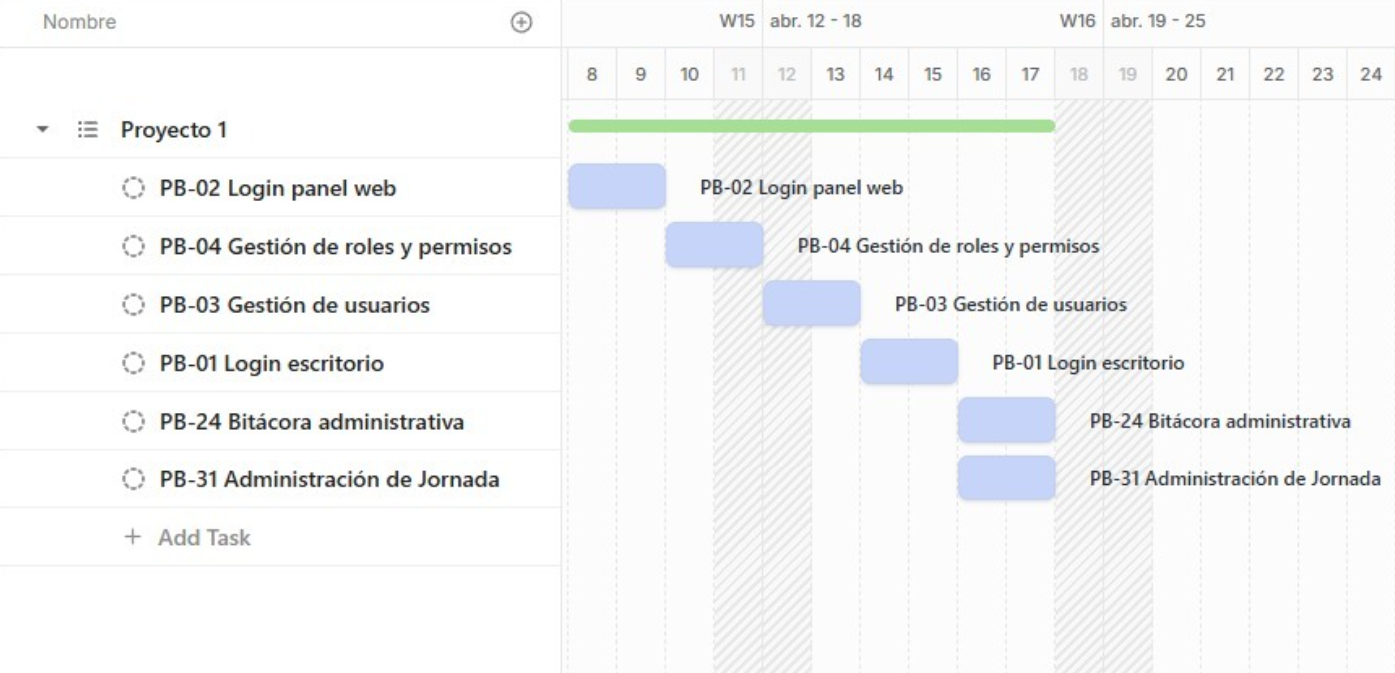 Nombre
W15 abr. 12 - 18 W16 abr. 19 - 25
8 9 10 11 12 13 14 15 16 17 18 19 20 21 22 23 24
Proyecto 1
PB-02 Login panel web PB-02 Login panel web
PB-04 Gestión de roles y permisos PB-04 Gestión de roles y permisos
PB-03 Gestión de usuarios PB-03 Gestión de usuarios
PB-01 Login escritorio PB-01 Login escritorio
PB-24 Bitácora administrativa PB-24 Bitácora administrativa
PB-31 Administración de Jornada PB-31 Administración de Jornada
+ Add Task